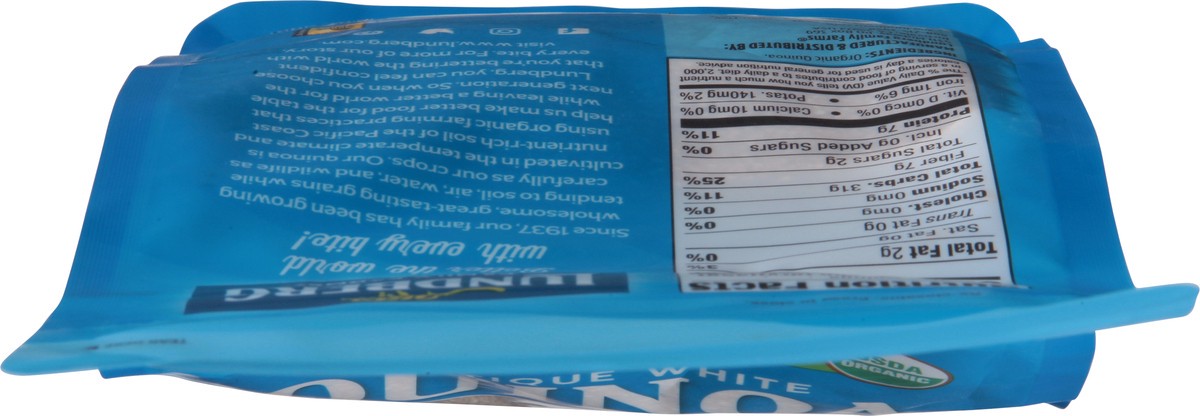 USDA
ORGANIC
QUE WHITE
QUINOA
LUNDBERG
with every bite!
Since 1937, our family has been growing
wholesome, great-tasting grains while
tending to soil, air, water, and wildlife as
carefully as our crops. Our quinoa is
cultivated in the temperate climate and
nutrient-rich soil of the Pacific Coast
using organic farming practices that
help us make better food for the table
while leaving a better world for the
next generation. So when you choose
Lundberg, you can feel confident
that you're bettering the world with
every bite. For more of our story,
visit www.lundberg.com.
Nutrition Facts
Total Fat 2g
Sat. Fat 0g 0%
Trans Fat 0g
Cholest. 0mg 0%
Sodium 0mg 0%
Total Carbs. 31g 11%
Fiber 7g 25%
Total Sugars 2g
Incl. 0g Added Sugars 0%
Protein 7g 11%
Vit. D 0mcg 0% • Calcium 10mg 0%
Iron 1mg 6% • Potas. 140mg 2%
The % Daily Value (DV) tells you how much nutrient
a serving of food contributes to a daily diet. 2,000
calories a day is used for general nutrition advice.
INGREDIENTS: Organic Quinoa.
MANUFACTURED & DISTRIBUTED BY:
Family Farms®